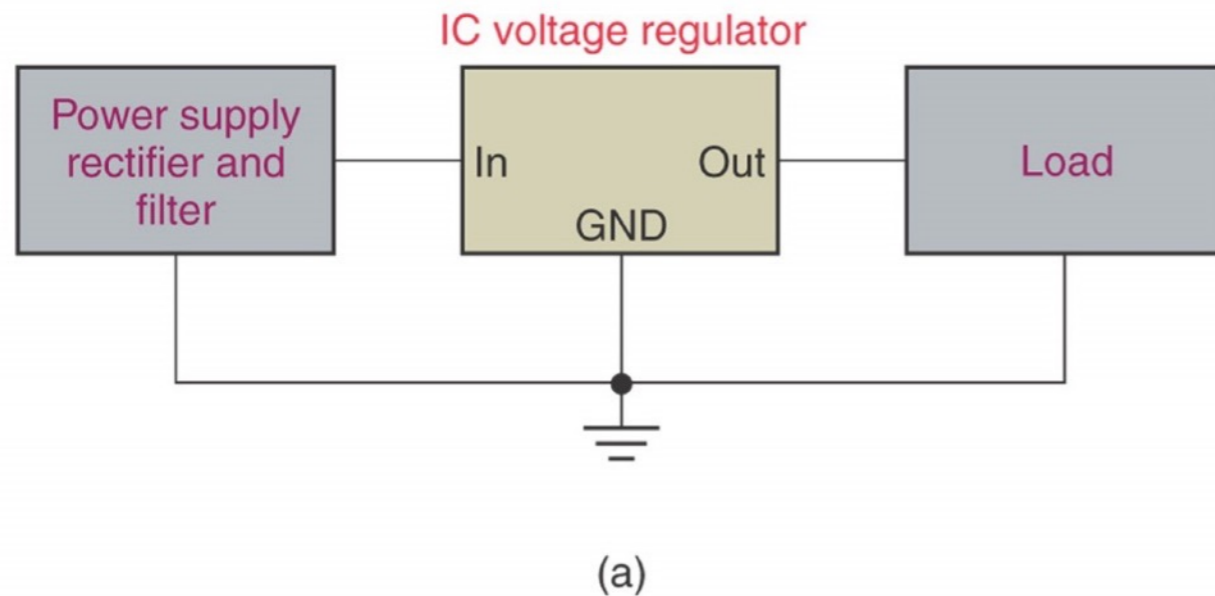 IC voltage regulator
Power supply
rectifier and
filter
In
Out
GND
Load
(a)